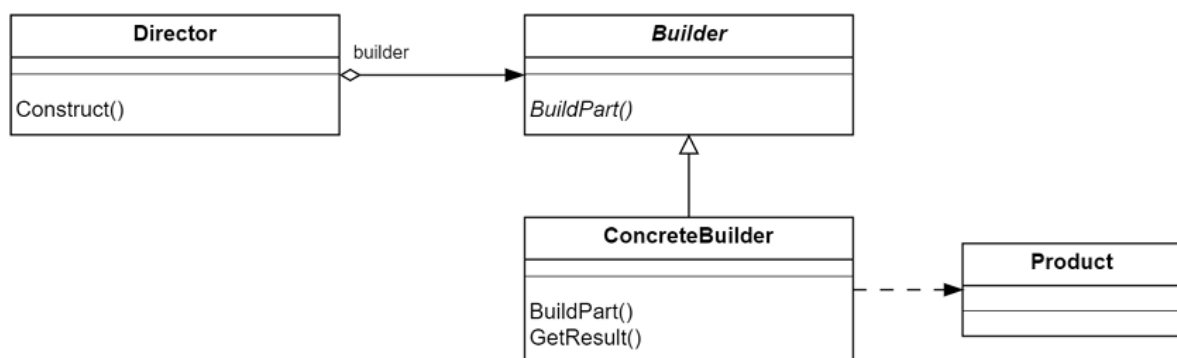 Director
builder
Construct()
Builder
BuildPart()
ConcreteBuilder
BuildPart()
GetResult()
Product